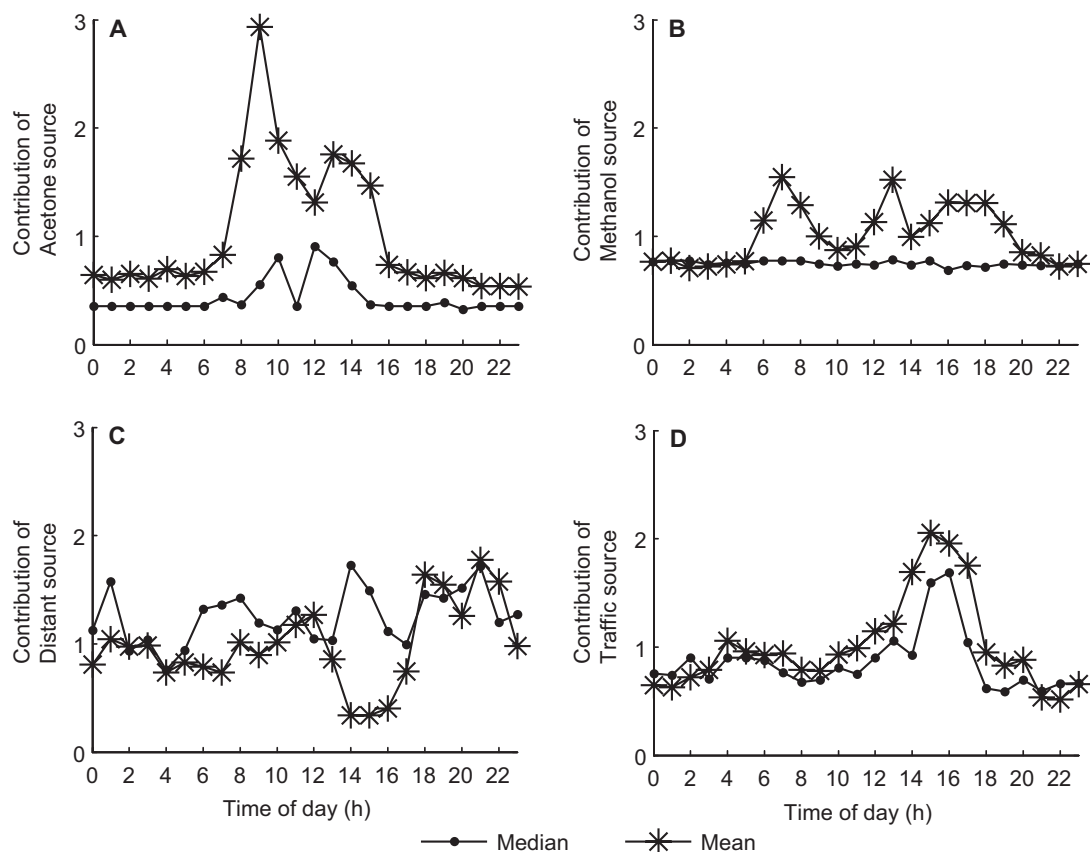 A
3
2
1
0
Contribution of
Acetone source
0 2 4 6 8 10 12 14 16 18 20 22
B
3
2
1
0
Contribution of
Methanol source
0 2 4 6 8 10 12 14 16 18 20 22
C
3
2
1
0
Contribution of
Distant source
0 2 4 6 8 10 12 14 16 18 20 22
Time of day (h)
D
3
2
1
0
Contribution of
Traffic source
0 2 4 6 8 10 12 14 16 18 20 22
Time of day (h)
Median Mean